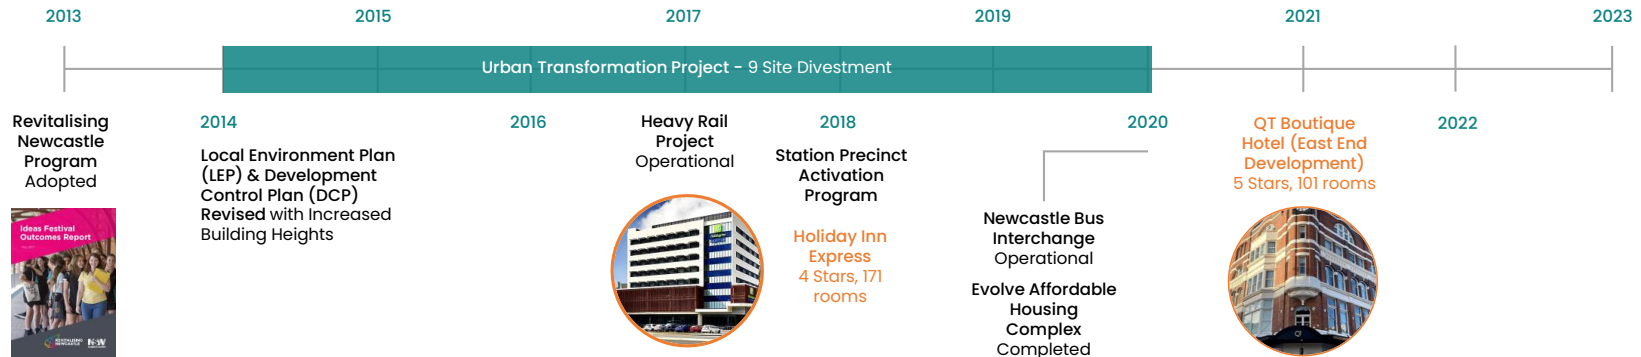 2013
2015
2017
2019
2021
2023
Urban Transformation Project - 9 Site Divestment
Revitalising
Newcastle
Program
Adopted
Ideas Festival
Outcomes Report
REVITALISING
NEWCASTLE
NSW
2014
Local Environment Plan
(LEP) & Development
Control Plan (DCP)
Revised with Increased
Building Heights
2016
Heavy Rail
Project
Operational
2018
Station Precinct
Activation
Program
Holiday Inn
Express
4 Stars, 171
rooms
2020
Newcastle Bus
Interchange
Operational
Evolve Affordable
Housing
Complex
Completed
QT Boutique
Hotel (East End
Development)
5 Stars, 101 rooms
2022